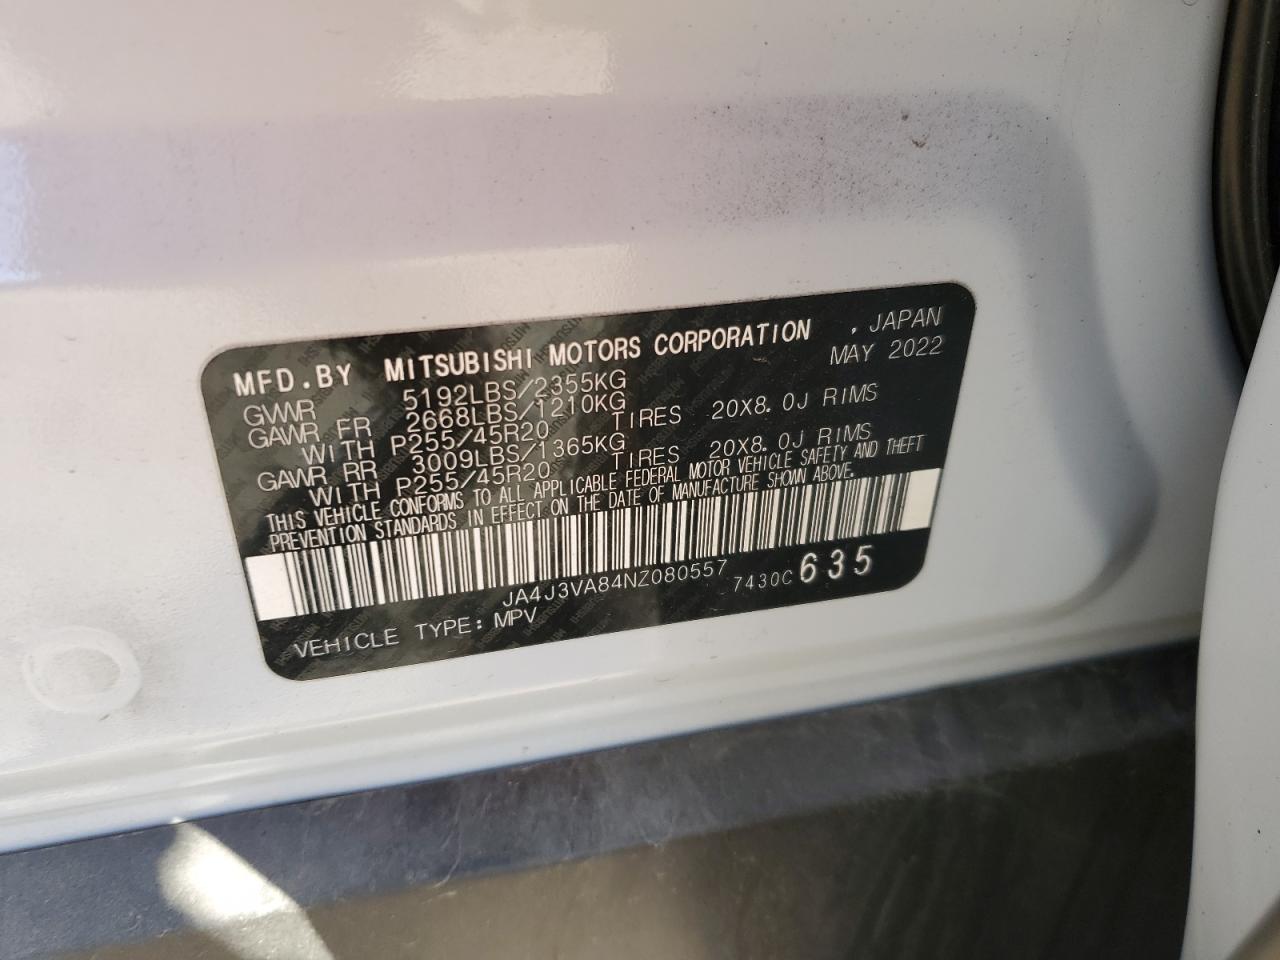 MFD.BY MITSUBISHI MOTORS CORPORATION , JAPAN
GVWR 5192LBS/2355KG MAY 2022
GAWR FR 2668LBS/1210KG
WITH P255/45R20 TIRES 20X8.0J RIMS
GAWR RR 3009LBS/1365KG
WITH P255/45R20 TIRES 20X8.0J RIMS
THIS VEHICLE CONFORMS TO ALL APPLICABLE FEDERAL MOTOR VEHICLE SAFETY AND THEFT
PREVENTION STANDARDS IN EFFECT ON THE DATE OF MANUFACTURE SHOWN ABOVE.
JA4J3VA84NZ080557 7430C 635
VEHICLE TYPE: MPV